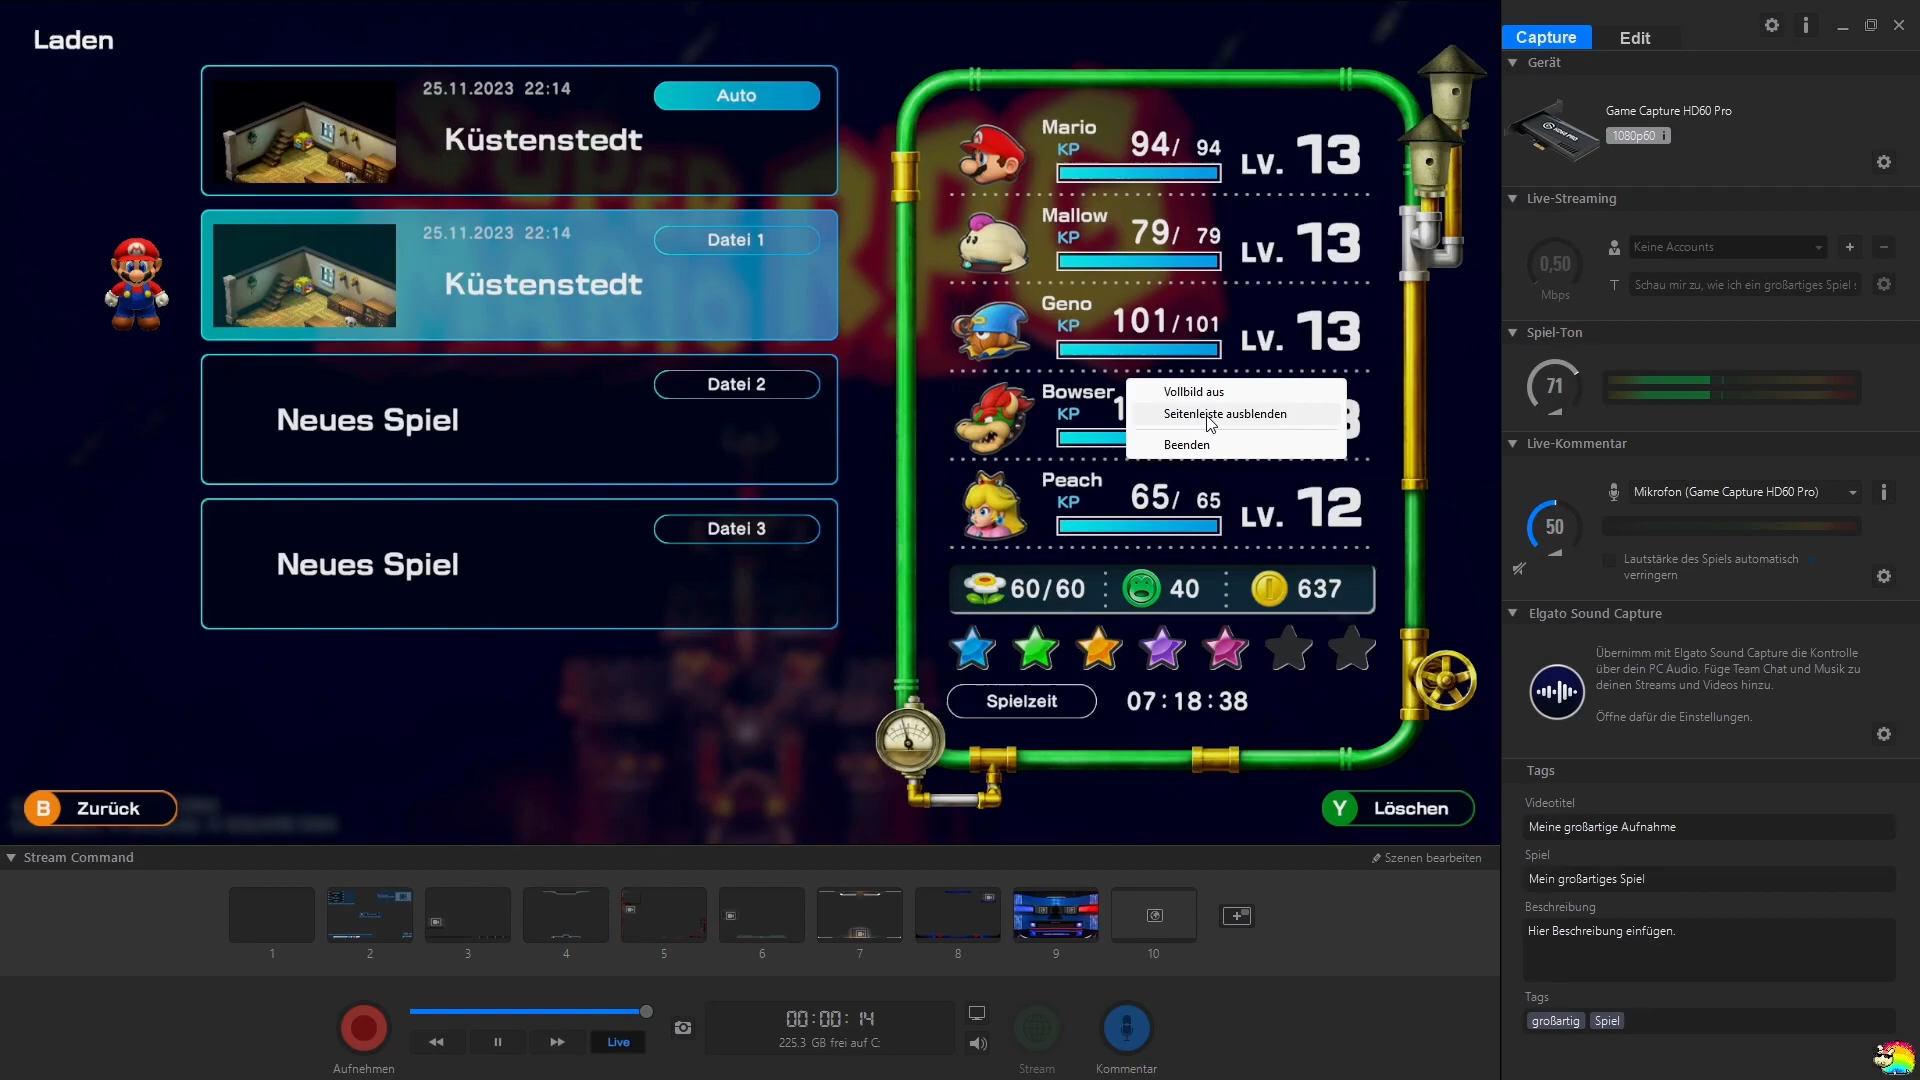 Laden
25.11.2023 22:14
Auto
Küstenstedt
25.11.2023 22:14
Datei 1
Küstenstedt
Datei 2
Neues Spiel
Datei 3
Neues Spiel
B Zurück
Mario
KP 94/ 94
LV. 13
Mallow
KP 79/ 79
LV. 13
Geno
KP 101/101
LV. 13
Bowser
KP 1
Peach
KP 65/ 65
LV. 12
60/60 40 637
Spielzeit 07:18:38
Y Löschen
Vollbild aus
Seitenleiste ausblenden
Beenden
Capture Edit
Gerät
Game Capture HD60 Pro
1080p60 i
Live-Streaming
0,50
Mbps
Keine Accounts
T Schau mir zu, wie ich ein großartiges Spiel
Spiel-Ton
71
Live-Kommentar
50
Mikrofon (Game Capture HD60 Pro)
Lautstärke des Spiels automatisch
verringern
Elgato Sound Capture
Übernimm mit Elgato Sound Capture die Kontrolle
über dein PC Audio. Füge Team Chat und Musik zu
deinen Streams und Videos hinzu.
Öffne dafür die Einstellungen.
Tags
Videotitel
Meine großartige Aufnahme
Spiel
Mein großartiges Spiel
Beschreibung
Hier Beschreibung einfügen.
Tags
großartig Spiel
Stream Command
Szenen bearbeiten
1 2 3 4 5 6 7 8 9 10
Aufnehmen
Live
00:00:14
225.3 GB frei auf C:
Stream
Kommentar